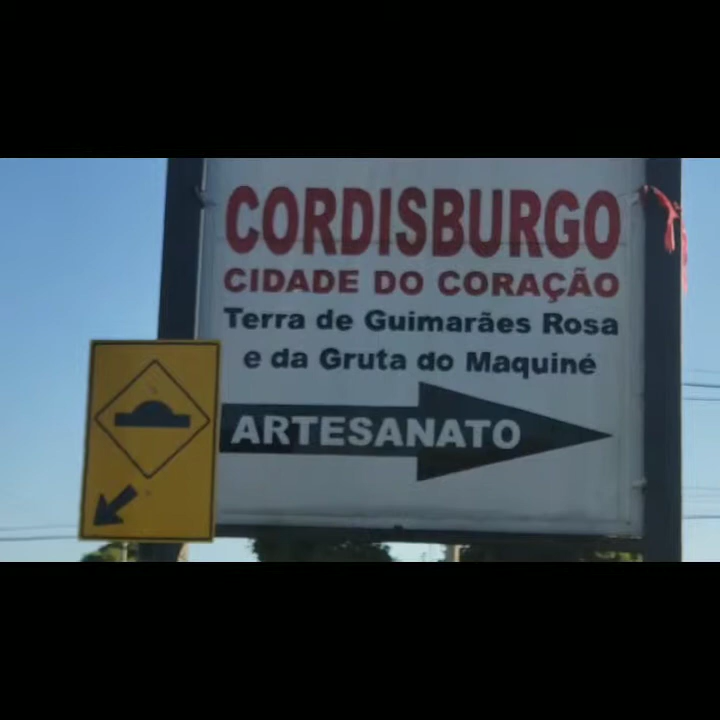 CORDISBURGO
CIDADE DO CORAÇÃO
Terra de Guimarães Rosa
e da Gruta do Maquiné
ARTESANATO